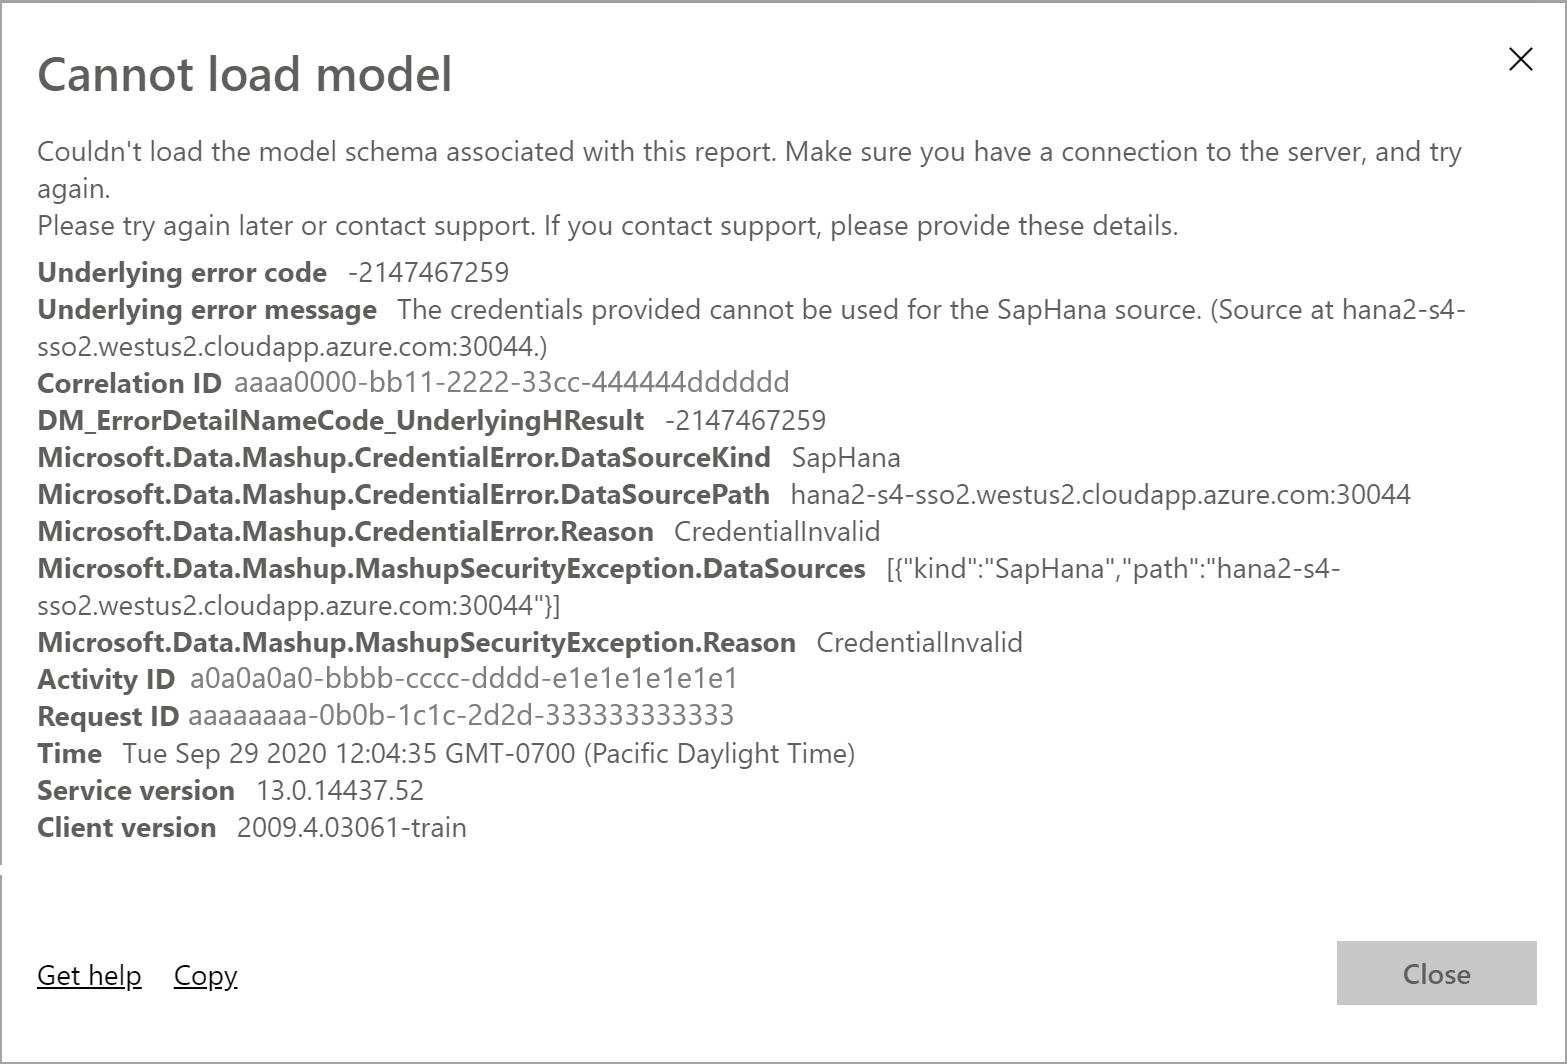 Cannot load model
Couldn't load the model schema associated with this report. Make sure you have a connection to the server, and try
again.
Please try again later or contact support. If you contact support, please provide these details.
Underlying error code -2147467259
Underlying error message The credentials provided cannot be used for the SapHana source. (Source at hana2-s4-
sso2.westus2.cloudapp.azure.com:30044.)
Correlation ID aaaa0000-bb11-2222-33cc-444444dddddd
DM_ErrorDetailNameCode_UnderlyingHResult -2147467259
Microsoft.Data.Mashup.CredentialError.DataSourceKind SapHana
Microsoft.Data.Mashup.CredentialError.DataSourcePath hana2-s4-sso2.westus2.cloudapp.azure.com:30044
Microsoft.Data.Mashup.CredentialError.Reason CredentialInvalid
Microsoft.Data.Mashup.MashupSecurityException.DataSources [{"kind":"SapHana","path":"hana2-s4-
sso2.westus2.cloudapp.azure.com:30044"}]
Microsoft.Data.Mashup.MashupSecurityException.Reason CredentialInvalid
Activity ID a0a0a0a0-bbbb-cccc-dddd-e1e1e1e1e1e1
Request ID aaaaaaaa-0b0b-1c1c-2d2d-333333333333
Time Tue Sep 29 2020 12:04:35 GMT-0700 (Pacific Daylight Time)
Service version 13.0.14437.52
Client version 2009.4.03061-train
Get help Copy Close